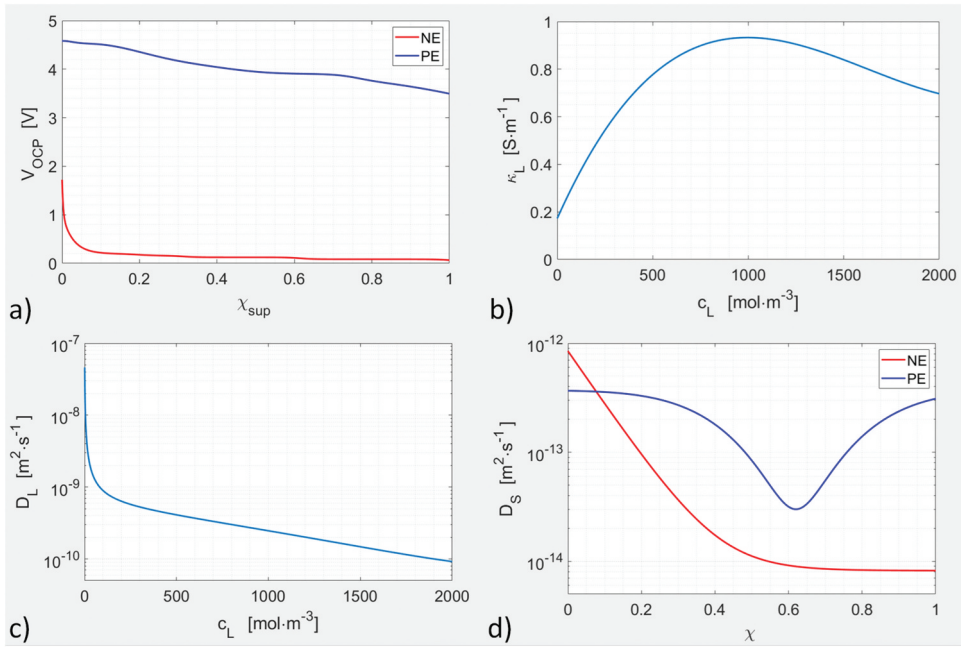 5
4
3
2
1
0
V_OCP [V]
NE
PE
0 0.2 0.4 0.6 0.8 1
χ_sup
a)
1
0.8
0.6
0.4
0.2
0
κ_L [S·m⁻¹]
0 500 1000 1500 2000
c_L [mol·m⁻³]
b)
10⁻⁷
10⁻⁸
10⁻⁹
10⁻¹⁰
D_L [m²·s⁻¹]
0 500 1000 1500 2000
c_L [mol·m⁻³]
c)
10⁻¹²
10⁻¹³
10⁻¹⁴
D_S [m²·s⁻¹]
NE
PE
0 0.2 0.4 0.6 0.8 1
χ
d)